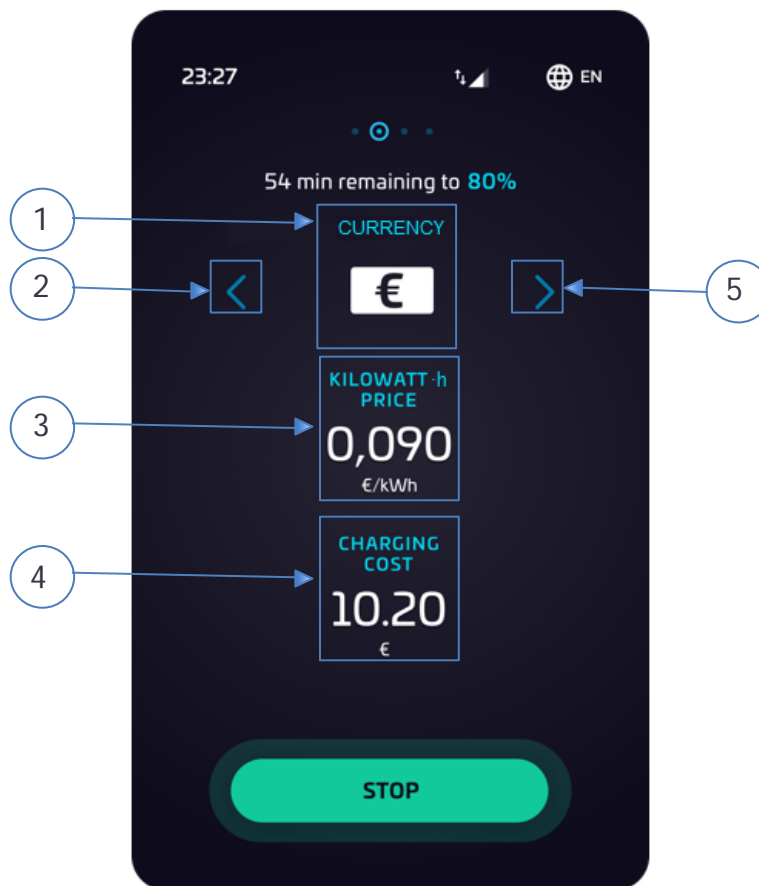 23:27 EN
54 min remaining to 80%
1
CURRENCY
2
€
5
KILOWATT·h
PRICE
3
0,090
€/kWh
CHARGING
COST
4
10.20
€
STOP